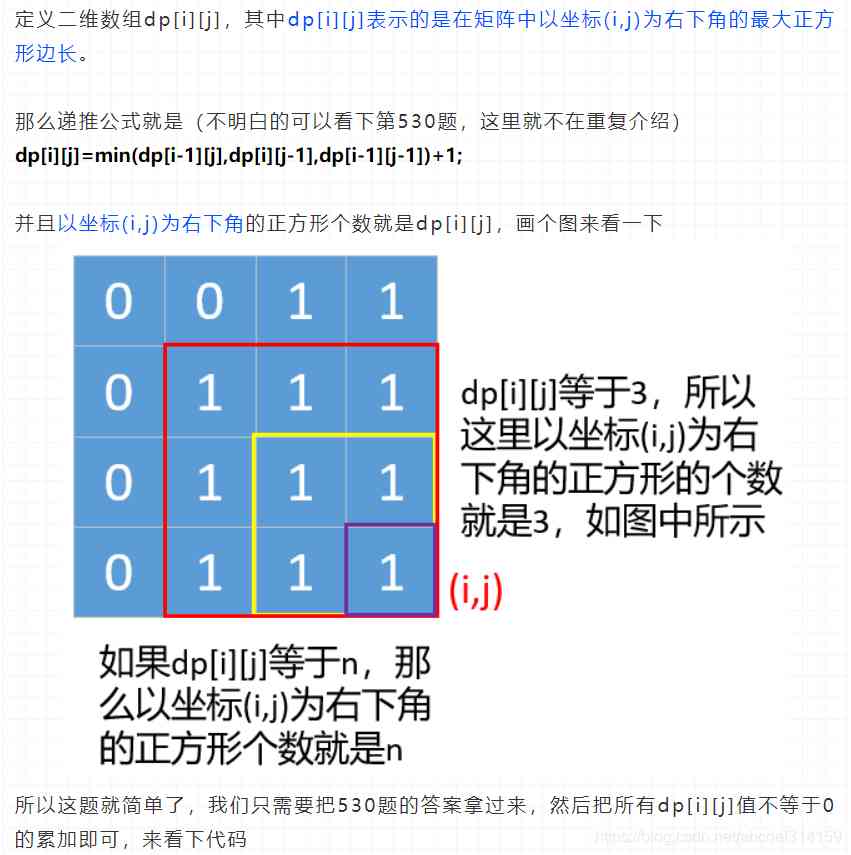 定义二维数组dp[i][j]，其中dp[i][j]表示的是在矩阵中以坐标(i,j)为右下角的最大正方
形边长。
那么递推公式就是（不明白的可以看下第530题，这里就不在重复介绍）
dp[i][j]=min(dp[i-1][j],dp[i][j-1],dp[i-1][j-1])+1;
并且以坐标(i,j)为右下角的正方形个数就是dp[i][j]，画个图来看一下
0 0 1 1
0 1 1 1
0 1 1 1
0 1 1 1
dp[i][j]等于3，所以
这里以坐标(i,j)为右
下角的正方形的个数
就是3，如图中所示
(i,j)
如果dp[i][j]等于n，那
么以坐标(i,j)为右下角
的正方形个数就是n
所以这题就简单了，我们只需要把530题的答案拿过来，然后把所有dp[i][j]值不等于0
的累加即可，来看下代码